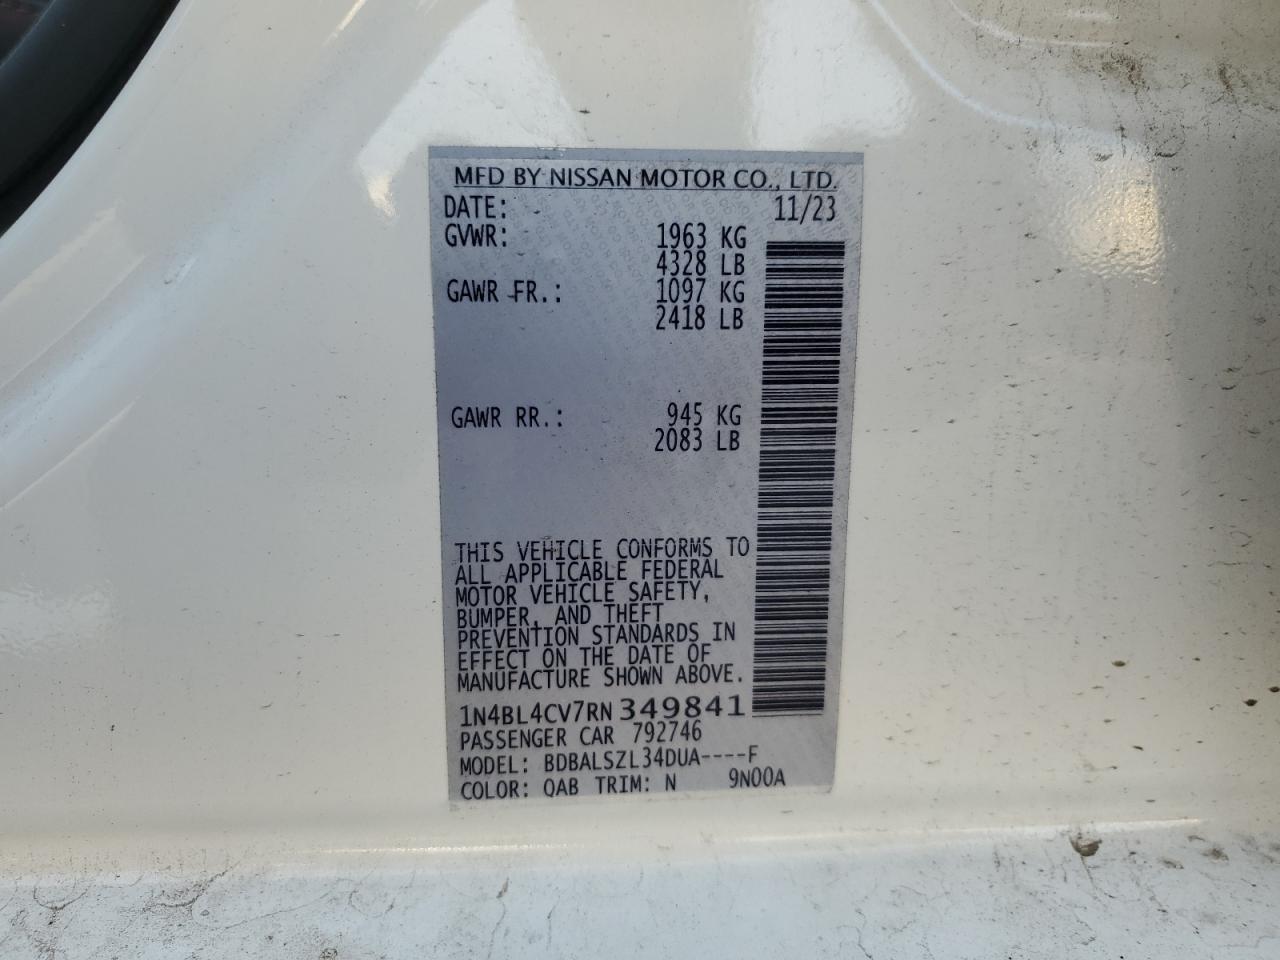 MFD BY NISSAN MOTOR CO., LTD.
DATE: 11/23
GVWR: 1963 KG
4328 LB
GAWR FR.: 1097 KG
2418 LB
GAWR RR.: 945 KG
2083 LB
THIS VEHICLE CONFORMS TO
ALL APPLICABLE FEDERAL
MOTOR VEHICLE SAFETY,
BUMPER, AND THEFT
PREVENTION STANDARDS IN
EFFECT ON THE DATE OF
MANUFACTURE SHOWN ABOVE.
1N4BL4CV7RN349841
PASSENGER CAR 792746
MODEL: BDBALSZL34DUA----F
COLOR: QAB TRIM: N 9N00A